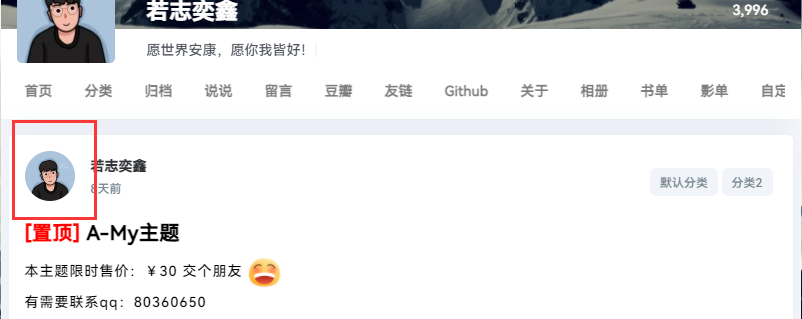 若志奕鑫
3,996
愿世界安康，愿你我皆好！
首页 分类 归档 说说 留言 豆瓣 友链 Github 关于 相册 书单 影单 自定
若志奕鑫
8天前
默认分类 分类2
[置顶] A-My主题
本主题限时售价：￥30 交个朋友
有需要联系qq：80360650